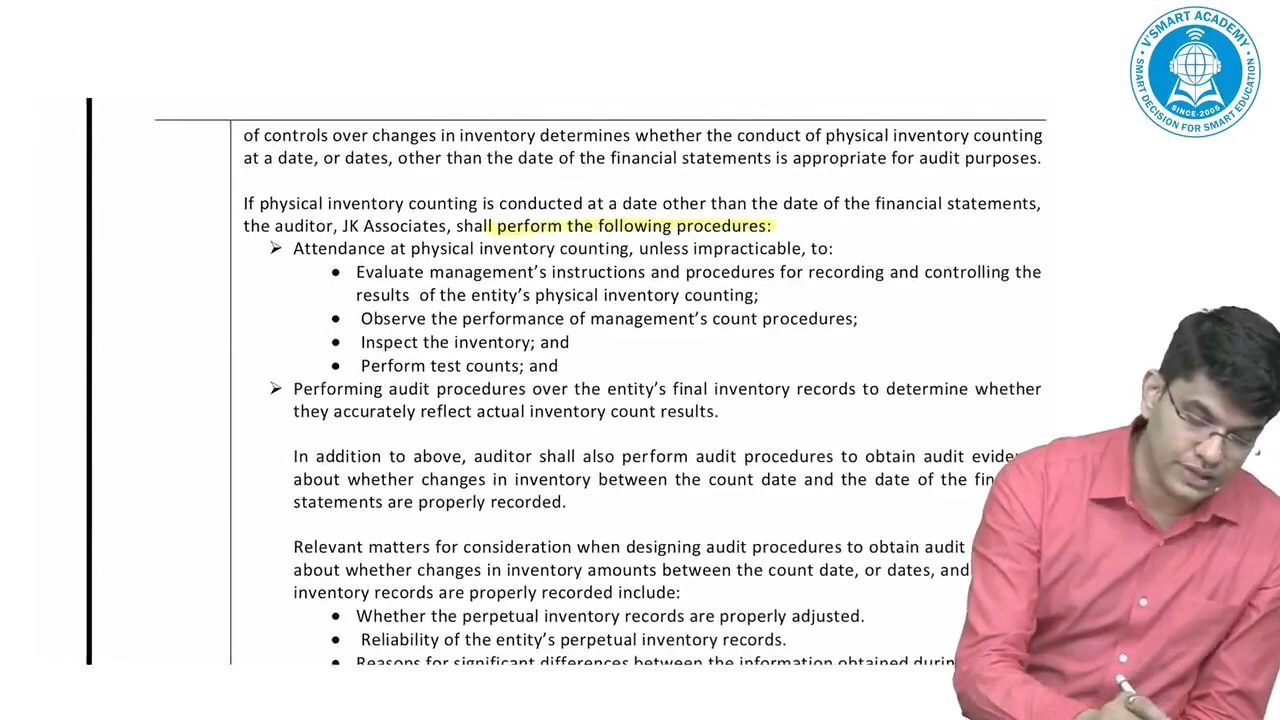 V'SMART ACADEMY
SINCE-2005
SMART DECISION FOR SMART EDUCATION
of controls over changes in inventory determines whether the conduct of physical inventory counting
at a date, or dates, other than the date of the financial statements is appropriate for audit purposes.
If physical inventory counting is conducted at a date other than the date of the financial statements,
the auditor, JK Associates, shall perform the following procedures:
➢ Attendance at physical inventory counting, unless impracticable, to:
● Evaluate management's instructions and procedures for recording and controlling the
results of the entity's physical inventory counting;
● Observe the performance of management's count procedures;
● Inspect the inventory; and
● Perform test counts; and
➢ Performing audit procedures over the entity's final inventory records to determine whether
they accurately reflect actual inventory count results.
In addition to above, auditor shall also perform audit procedures to obtain audit
about whether changes in inventory between the count date and the date of the
statements are properly recorded.
Relevant matters for consideration when designing audit procedures to obtain audit
about whether changes in inventory amounts between the count date, or dates, and
inventory records are properly recorded include:
● Whether the perpetual inventory records are properly adjusted.
● Reliability of the entity's perpetual inventory records.
● Reasons for significant differences between the information obtained